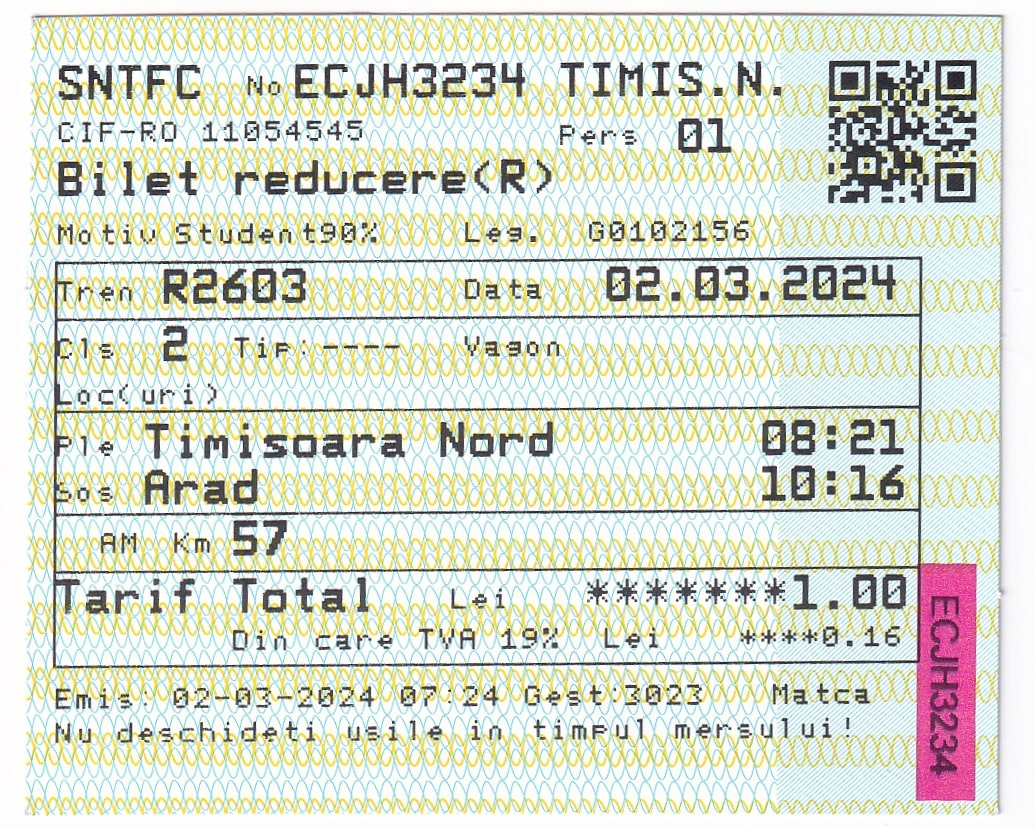 SNTFC No ECJH3234 TIMIS.N.
CIF-RO 11054545 Pers 01
Bilet reducere(R)
Motiv Student90% Leg. G0102156
Tren R2603 Data 02.03.2024
Cls 2 Tip:---- Vagon
Loc(uri)
Ple Timisoara Nord 08:21
Sos Arad 10:16
AM Km 57
Tarif Total Lei *******1.00
Din care TVA 19% Lei ****0.16
Emis: 02-03-2024 07:24 Gest:3023 Matca
Nu deschideti usile in timpul mersului!
ECJH3234